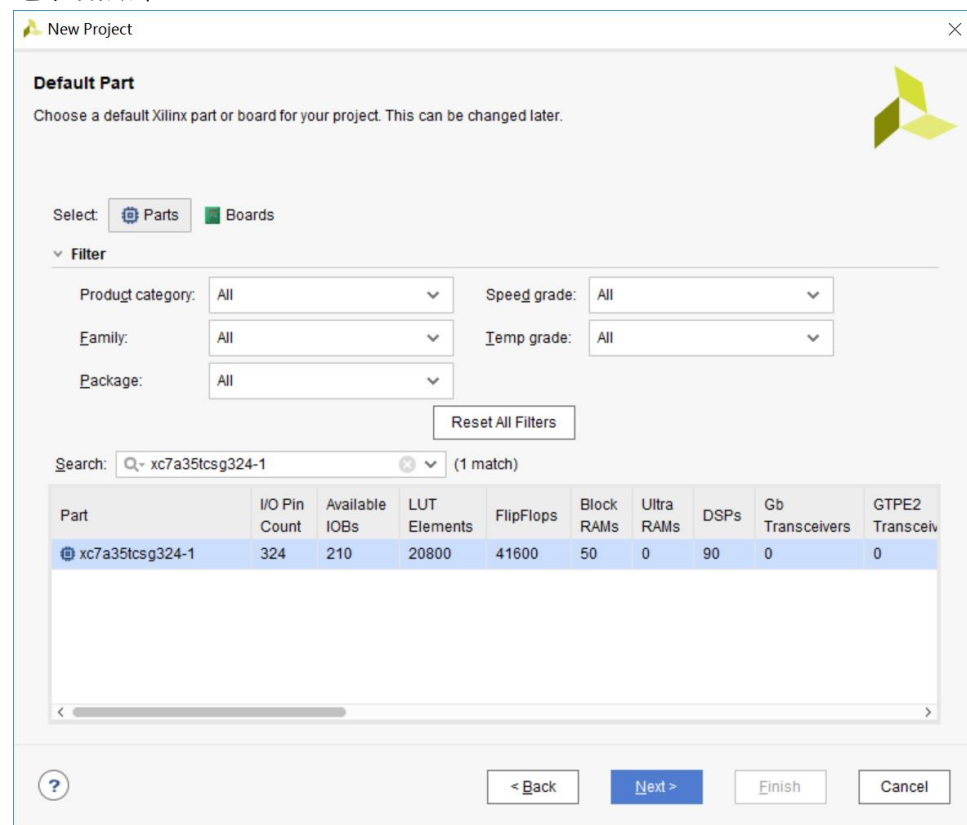 New Project
Default Part
Choose a default Xilinx part or board for your project. This can be changed later.
Select: Parts Boards
Filter
Product category: All Speed grade: All
Family: All Temp grade: All
Package: All
Reset All Filters
Search: xc7a35tcsg324-1 (1 match)
Part I/O Pin Count Available IOBs LUT Elements FlipFlops Block RAMs Ultra RAMs DSPs Gb Transceivers GTPE2 Transceiv
xc7a35tcsg324-1 324 210 20800 41600 50 0 90 0 0
? < Back Next > Finish Cancel